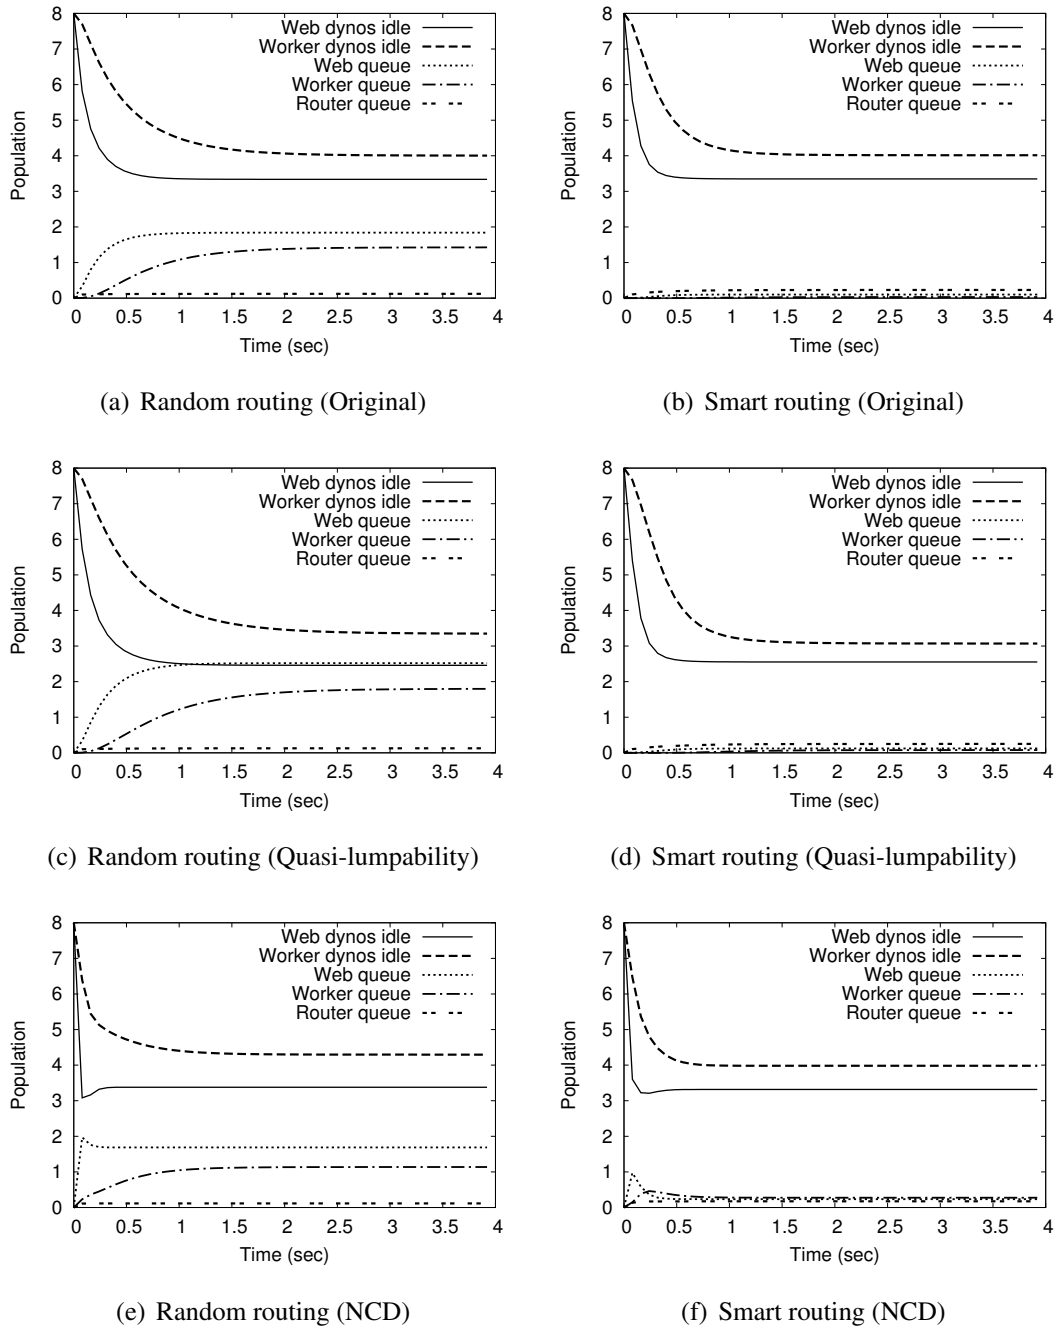 8
7
6
5
4
3
2
1
0
Population
Web dynos idle
Worker dynos idle
Web queue
Worker queue
Router queue
0 0.5 1 1.5 2 2.5 3 3.5 4
Time (sec)
(a) Random routing (Original)
8
7
6
5
4
3
2
1
0
Population
Web dynos idle
Worker dynos idle
Web queue
Worker queue
Router queue
0 0.5 1 1.5 2 2.5 3 3.5 4
Time (sec)
(b) Smart routing (Original)
8
7
6
5
4
3
2
1
0
Population
Web dynos idle
Worker dynos idle
Web queue
Worker queue
Router queue
0 0.5 1 1.5 2 2.5 3 3.5 4
Time (sec)
(c) Random routing (Quasi-lumpability)
8
7
6
5
4
3
2
1
0
Population
Web dynos idle
Worker dynos idle
Web queue
Worker queue
Router queue
0 0.5 1 1.5 2 2.5 3 3.5 4
Time (sec)
(d) Smart routing (Quasi-lumpability)
8
7
6
5
4
3
2
1
0
Population
Web dynos idle
Worker dynos idle
Web queue
Worker queue
Router queue
0 0.5 1 1.5 2 2.5 3 3.5 4
Time (sec)
(e) Random routing (NCD)
8
7
6
5
4
3
2
1
0
Population
Web dynos idle
Worker dynos idle
Web queue
Worker queue
Router queue
0 0.5 1 1.5 2 2.5 3 3.5 4
Time (sec)
(f) Smart routing (NCD)